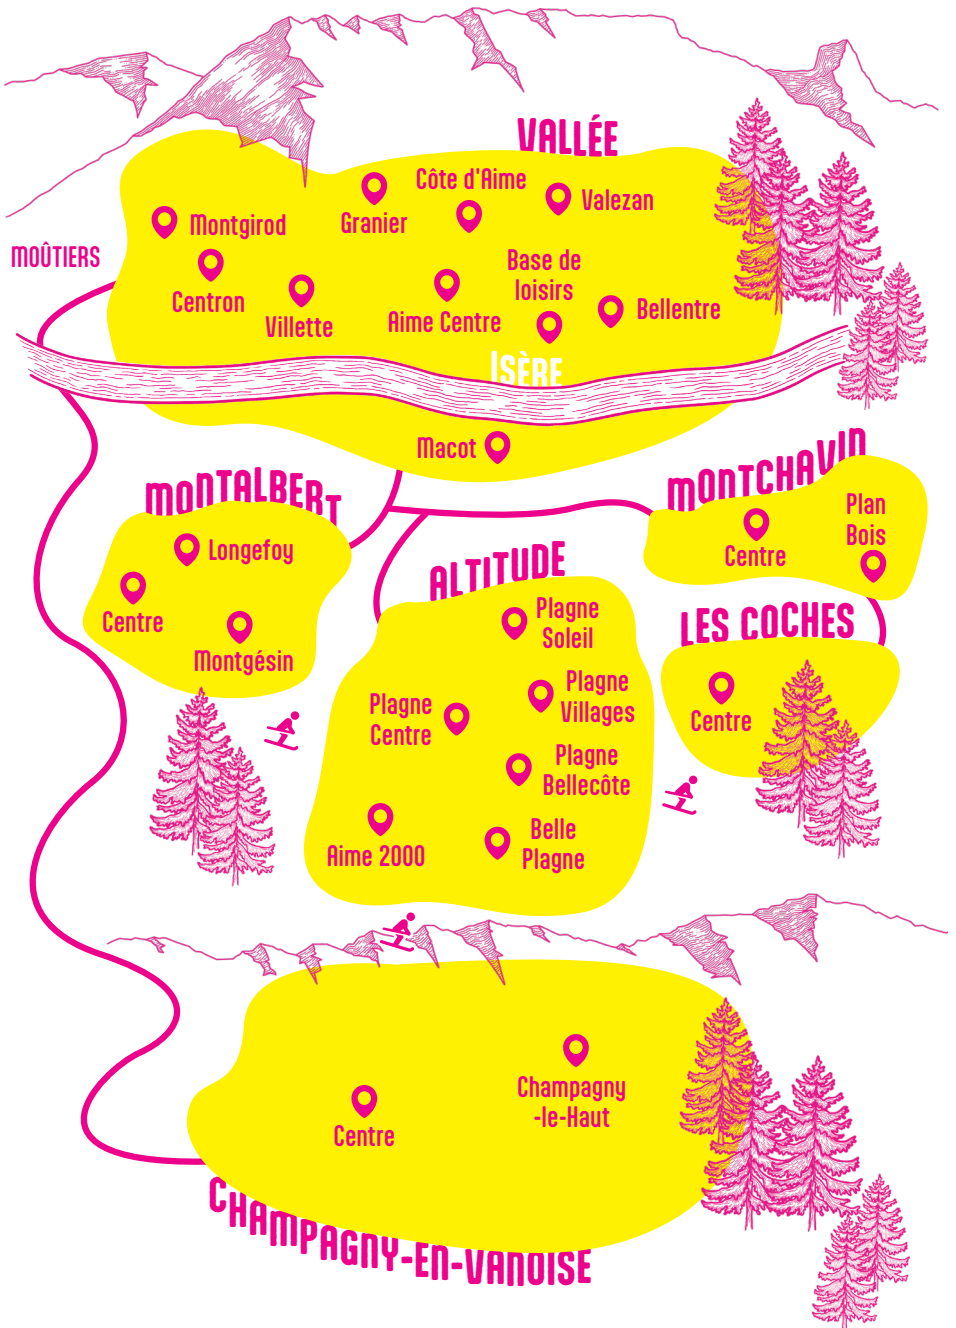 VALLÉE
Côte d'Aime
Valezan
Granier
Montgirod
MOÛTIERS
Base de
loisirs
Centron
Villette
Aime Centre
Bellentre
ISÈRE
Macot
MONTALBERT
MONTCHAVIN
Plan
Bois
Longefoy
Centre
Centre
Montgésin
ALTITUDE
Plagne
Soleil
LES COCHES
Plagne
Villages
Plagne
Centre
Centre
Plagne
Bellecôte
Belle
Plagne
Aime 2000
Champagny
-le-Haut
Centre
CHAMPAGNY-EN-VANOISE